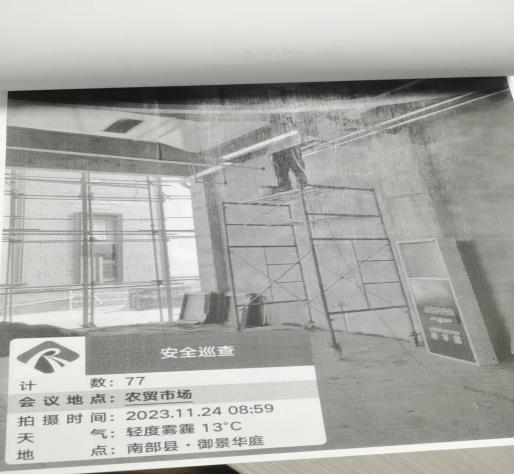 安全巡查
计数：77
会议地点：农贸市场
拍摄时间：2023.11.24 08:59
天气：轻度雾霾 13°C
地点：南部县·御景华庭